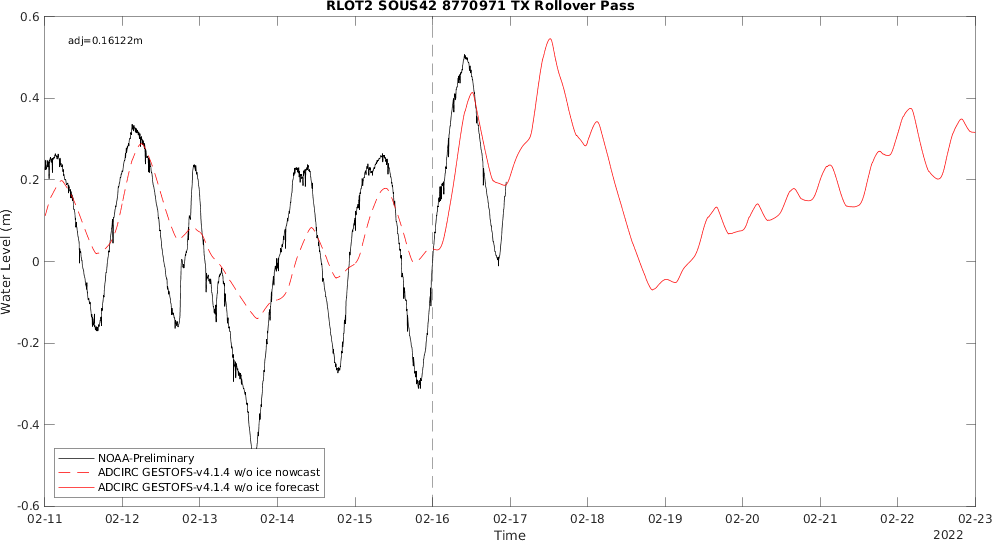 RLOT2 SOUS42 8770971 TX Rollover Pass
adj=0.16122m
0.6
0.4
0.2
0
-0.2
-0.4
-0.6
Water Level (m)
NOAA-Preliminary
ADCIRC GESTOFS-v4.1.4 w/o ice nowcast
ADCIRC GESTOFS-v4.1.4 w/o ice forecast
02-11 02-12 02-13 02-14 02-15 02-16 02-17 02-18 02-19 02-20 02-21 02-22 02-23
Time
2022